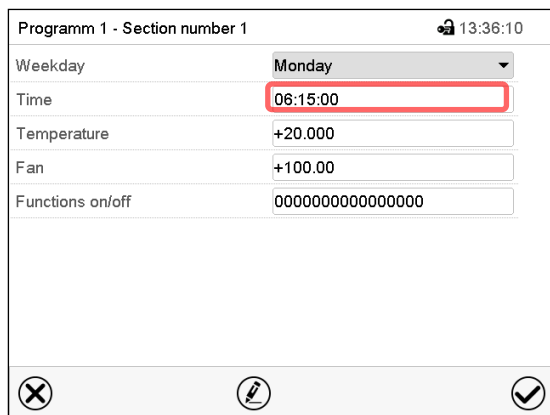 Programm 1 - Section number 1 13:36:10
Weekday Monday
Time 06:15:00
Temperature +20.000
Fan +100.00
Functions on/off 0000000000000000